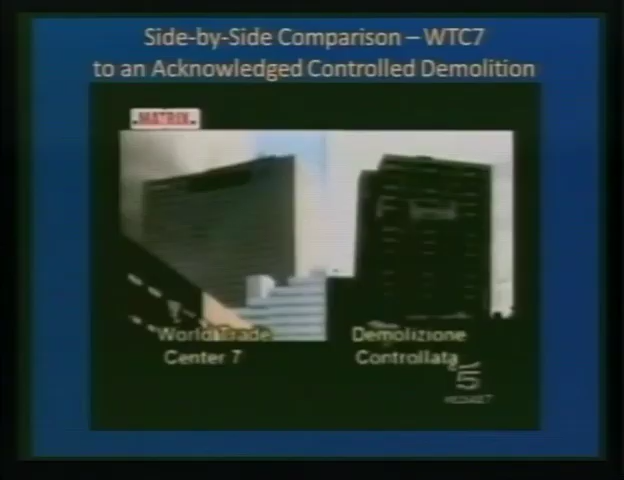 Side-by-Side Comparison – WTC7
to an Acknowledged Controlled Demolition
MATRIX
World Trade
Center 7
Demolizione
Controllata
5